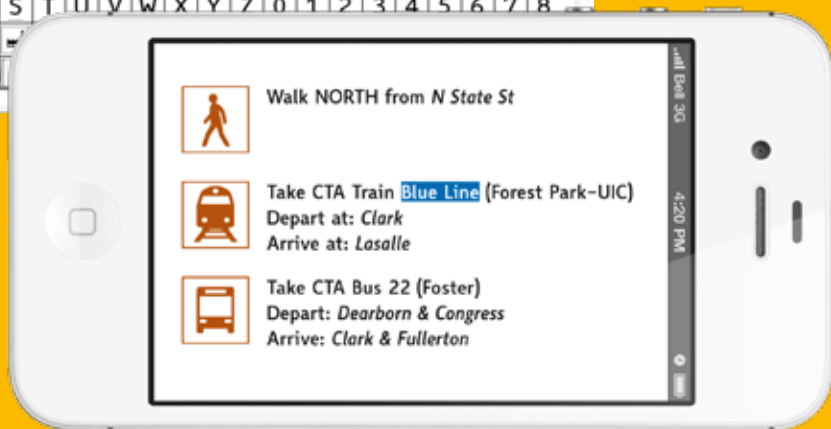 S T U V W X Y Z 0 1 2 3 4 5 6 7 8
Walk NORTH from N State St
Take CTA Train Blue Line (Forest Park–UIC)
Depart at: Clark
Arrive at: Lasalle
Take CTA Bus 22 (Foster)
Depart: Dearborn & Congress
Arrive: Clark & Fullerton
Bell 3G
4:20 PM